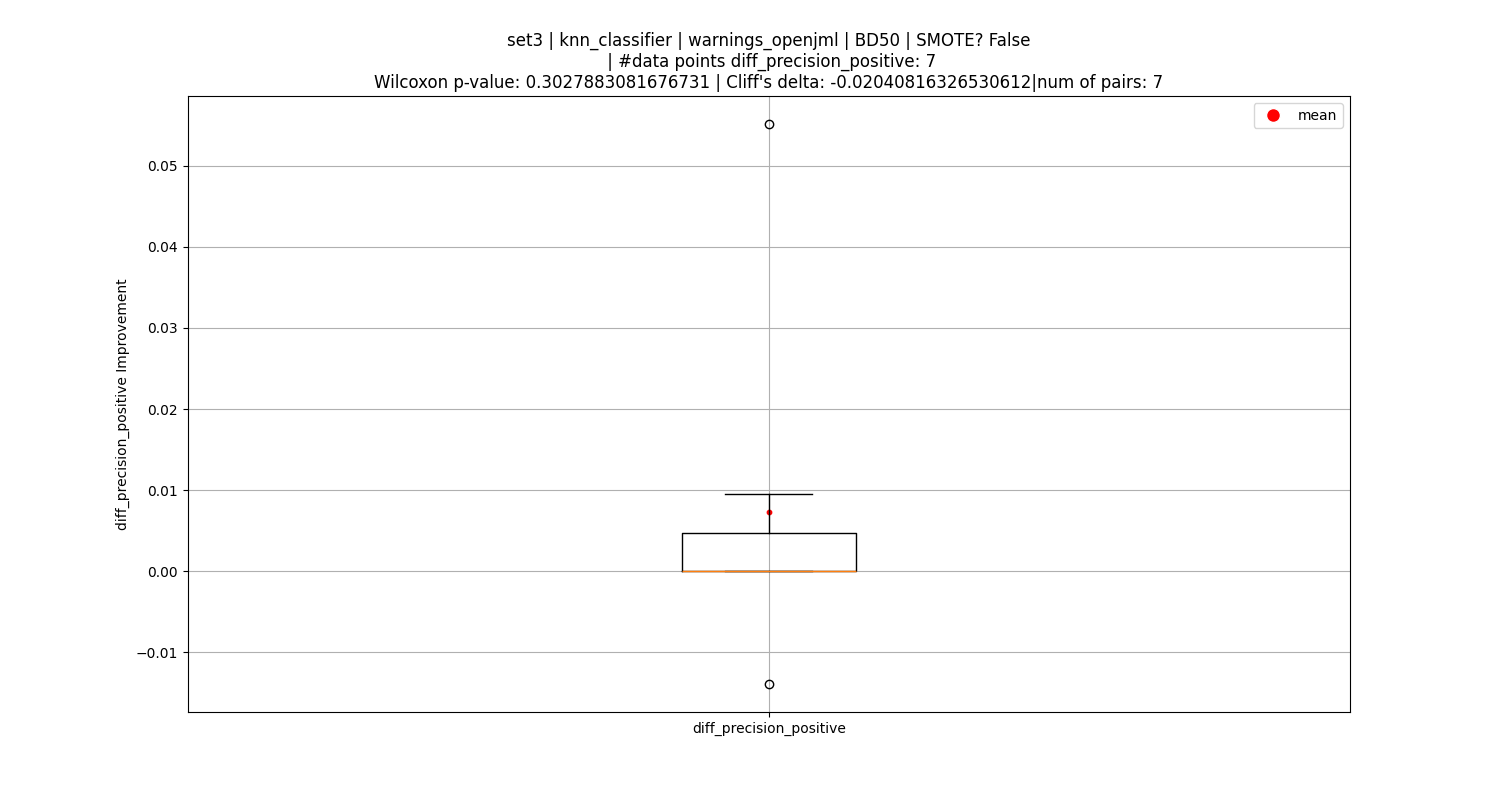 set3 | knn_classifier | warnings_openjml | BD50 | SMOTE? False
| #data points diff_precision_positive: 7
Wilcoxon p-value: 0.3027883081676731 | Cliff's delta: -0.02040816326530612|num of pairs: 7
mean
0.05
0.04
0.03
0.02
0.01
0.00
−0.01
diff_precision_positive Improvement
diff_precision_positive